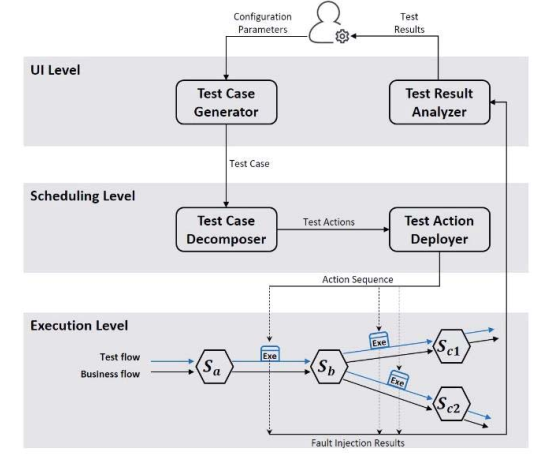 Configuration
Parameters
Test
Results
UI Level
Test Case
Generator
Test Result
Analyzer
Test Case
Scheduling Level
Test Case
Decomposer
Test Actions
Test Action
Deployer
Action Sequence
Execution Level
Test flow
Business flow
Sa
Exe
Sb
Exe
Exe
Sc1
Sc2
Fault Injection Results